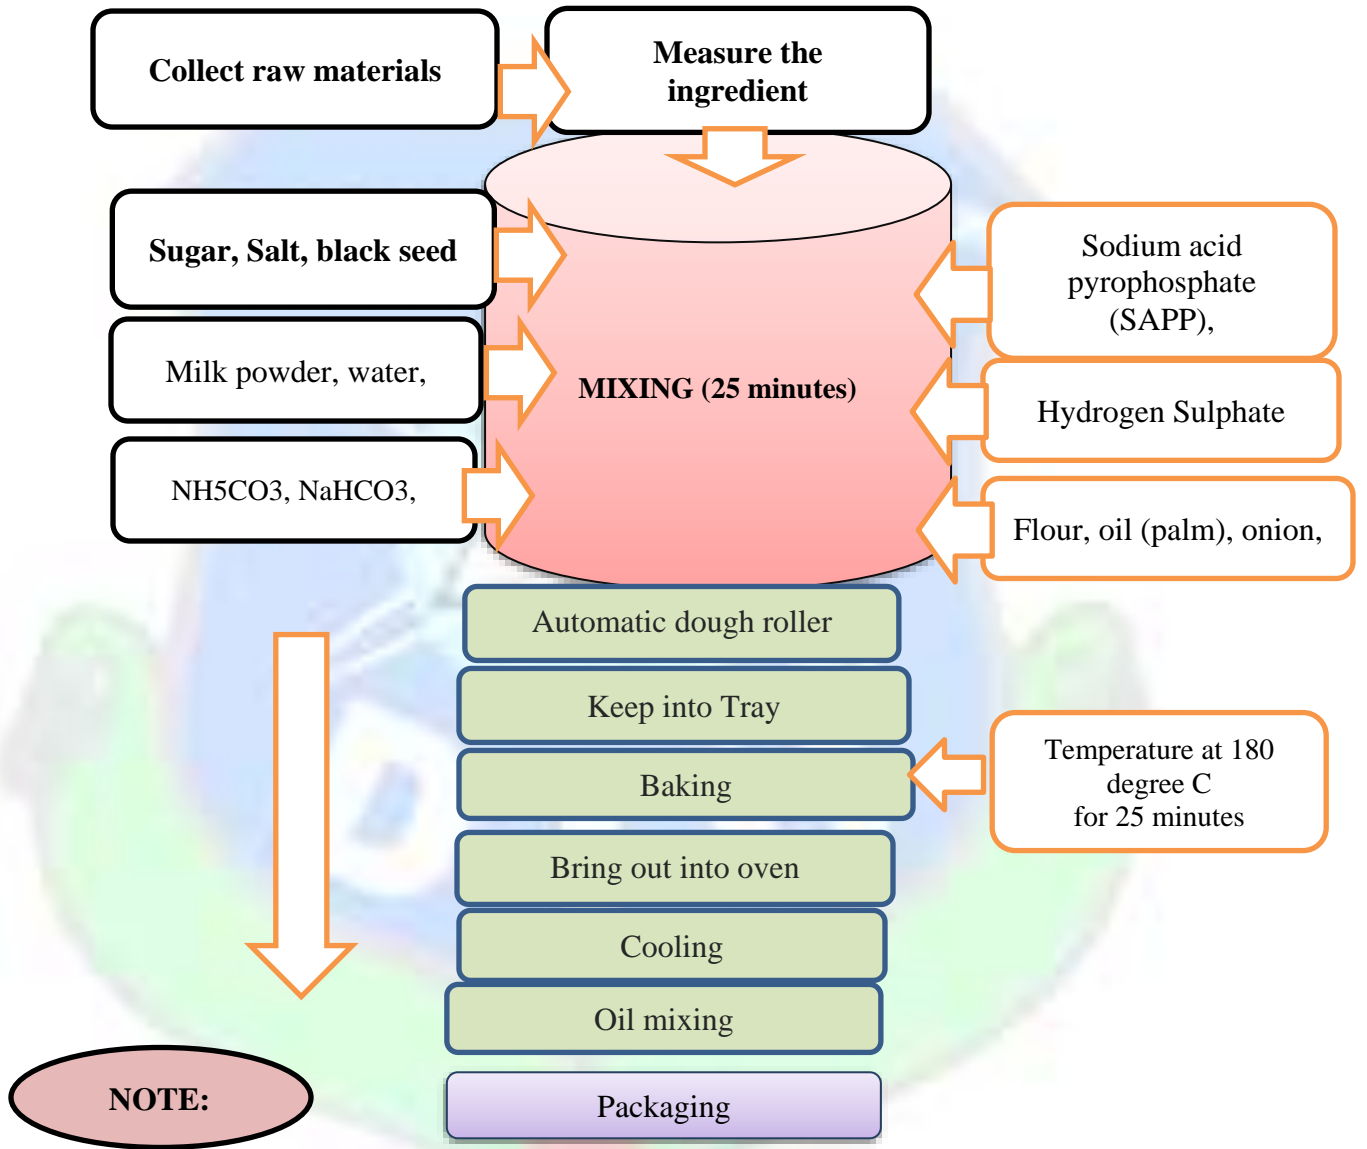 Collect raw materials
Measure the
ingredient
Sugar, Salt, black seed
Milk powder, water,
NH5CO3, NaHCO3,
MIXING (25 minutes)
Sodium acid
pyrophosphate
(SAPP),
Hydrogen Sulphate
Flour, oil (palm), onion,
Automatic dough roller
Keep into Tray
Baking
Temperature at 180
degree C
for 25 minutes
Bring out into oven
Cooling
Oil mixing
Packaging
NOTE: